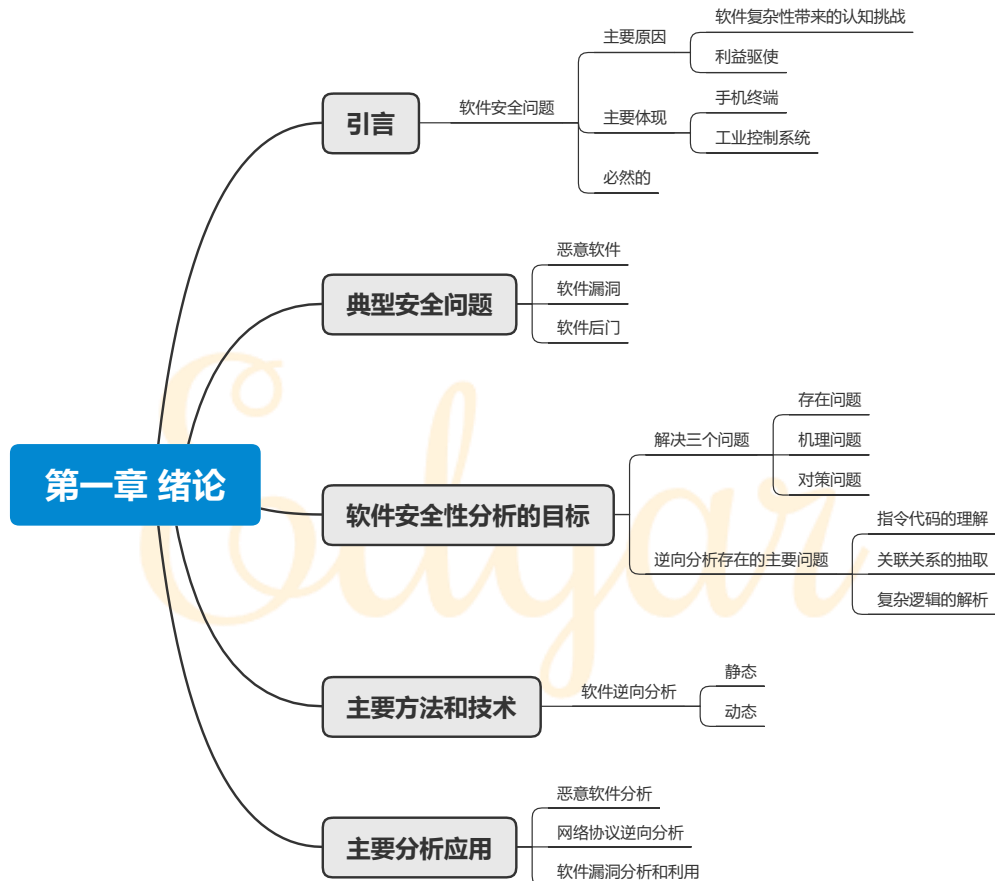 第一章 绪论
引言
软件安全问题
主要原因
软件复杂性带来的认知挑战
利益驱使
主要体现
手机终端
工业控制系统
必然的
典型安全问题
恶意软件
软件漏洞
软件后门
软件安全性分析的目标
解决三个问题
存在问题
机理问题
对策问题
逆向分析存在的主要问题
指令代码的理解
关联关系的抽取
复杂逻辑的解析
主要方法和技术
软件逆向分析
静态
动态
主要分析应用
恶意软件分析
网络协议逆向分析
软件漏洞分析和利用
Edgar